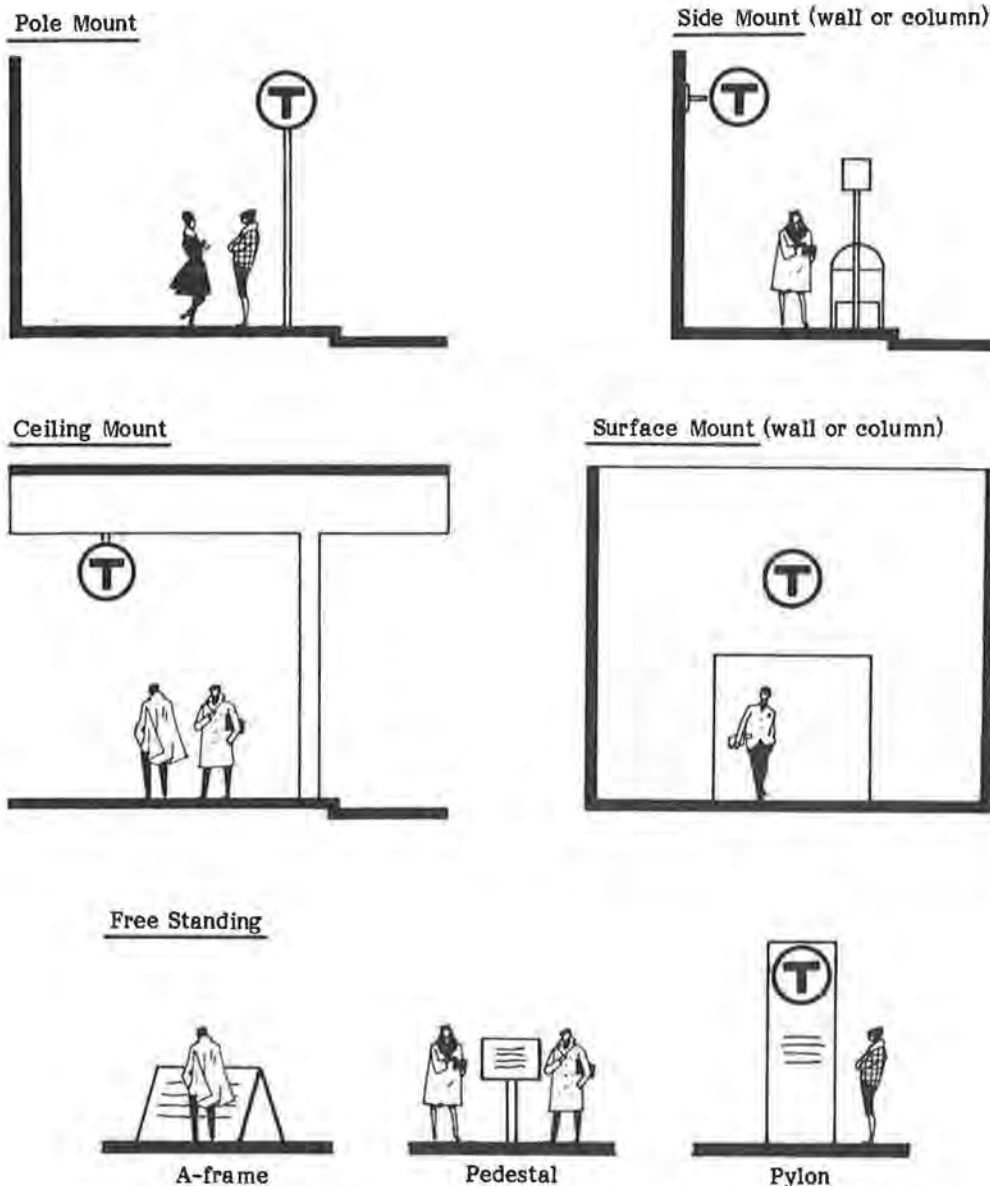 Pole Mount
Side Mount (wall or column)
T
T
Ceiling Mount
Surface Mount (wall or column)
T
T
Free Standing
T
A-frame
Pedestal
Pylon